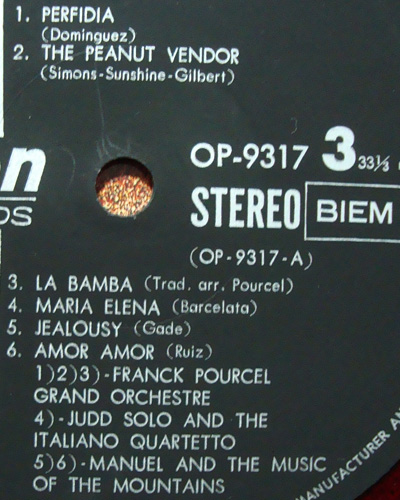 1. PERFIDIA
(Dominguez)
2. THE PEANUT VENDOR
(Simons-Sunshine-Gilbert)
OP-9317 3 33⅓
STEREO BIEM
(OP-9317-A)
3. LA BAMBA (Trad. arr. Pourcel)
4. MARIA ELENA (Barcelata)
5. JEALOUSY (Gade)
6. AMOR AMOR (Ruiz)
1)2)3)-FRANCK POURCEL
GRAND ORCHESTRE
4)-JUDD SOLO AND THE
ITALIANO QUARTETTO
5)6)-MANUEL AND THE MUSIC
OF THE MOUNTAINS
MANUFACTURER